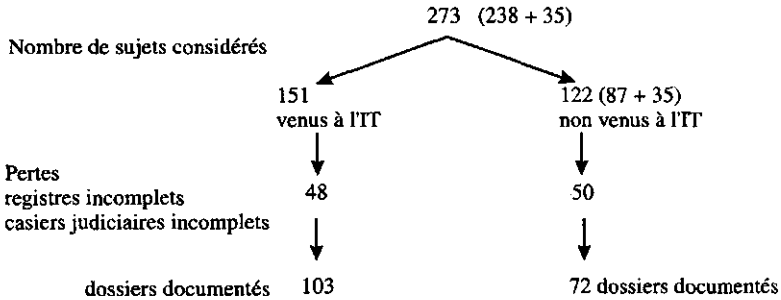 273 (238 + 35)
Nombre de sujets considérés
151 122 (87 + 35)
venus à l'IT non venus à l'IT
Pertes
registres incomplets 48 50
casiers judiciaires incomplets
dossiers documentés 103 72 dossiers documentés